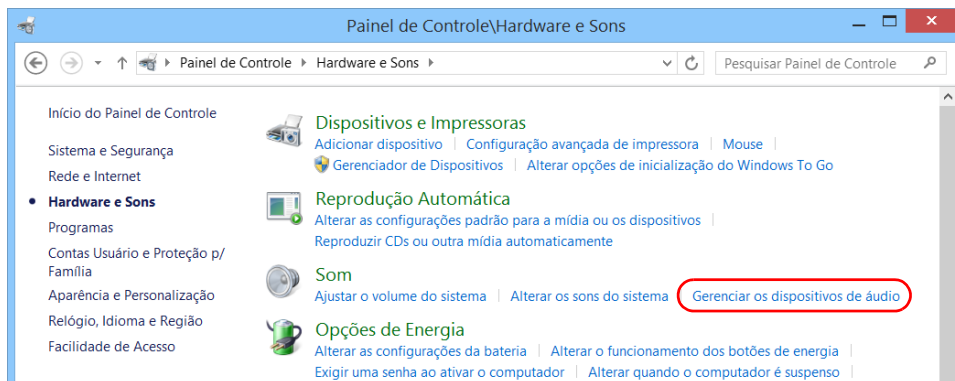 Painel de Controle\Hardware e Sons
Painel de Controle Hardware e Sons
Pesquisar Painel de Controle
Início do Painel de Controle
Sistema e Segurança
Rede e Internet
Hardware e Sons
Programas
Contas Usuário e Proteção p/
Família
Aparência e Personalização
Relógio, Idioma e Região
Facilidade de Acesso
Dispositivos e Impressoras
Adicionar dispositivo Configuração avançada de impressora Mouse
Gerenciador de Dispositivos Alterar opções de inicialização do Windows To Go
Reprodução Automática
Alterar as configurações padrão para a mídia ou os dispositivos
Reproduzir CDs ou outra mídia automaticamente
Som
Ajustar o volume do sistema Alterar os sons do sistema Gerenciar os dispositivos de áudio
Opções de Energia
Alterar as configurações da bateria Alterar o funcionamento dos botões de energia
Exigir uma senha ao ativar o computador Alterar quando o computador é suspenso